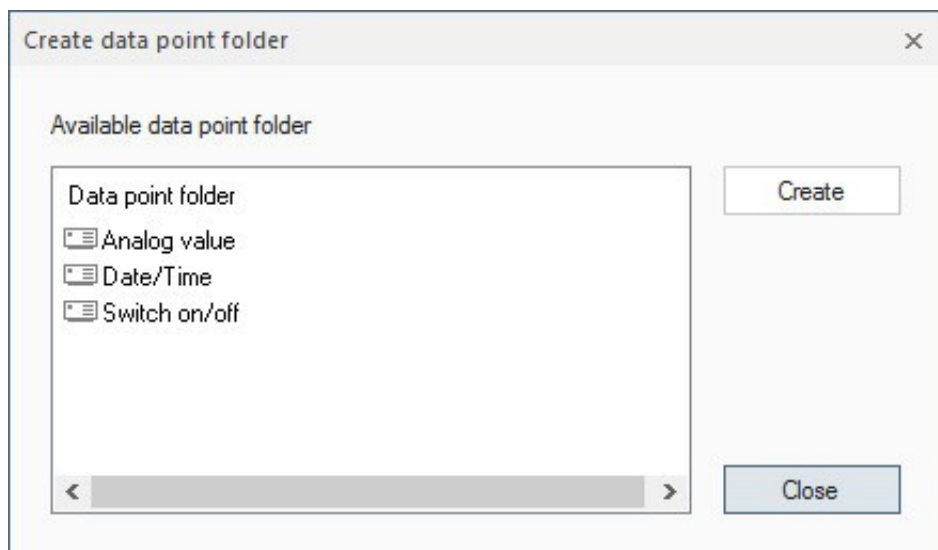 Create data point folder
Available data point folder
Data point folder
Create
Analog value
Date/Time
Switch on/off
Close